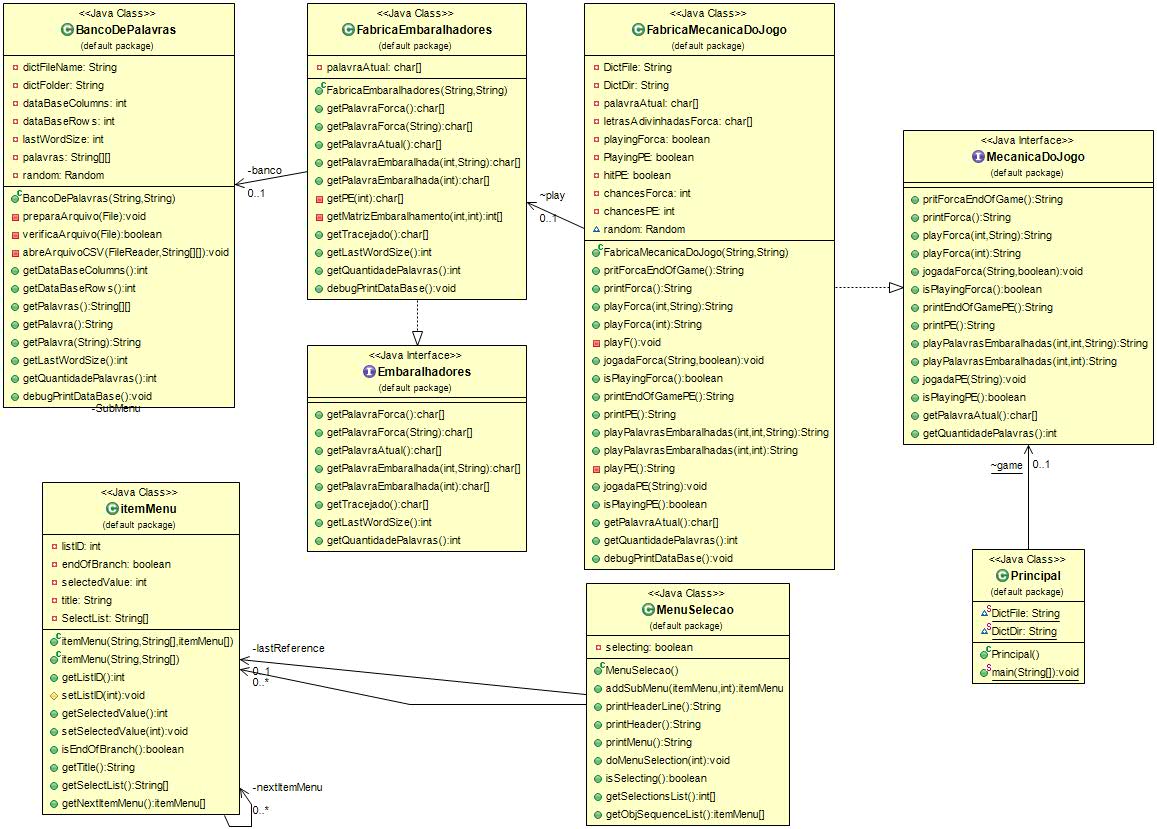 <<Java Class>>
BancoDePalavras
(default package)
dictFileName: String
dictFolder: String
dataBaseColumns: int
dataBaseRows: int
lastWordSize: int
palavras: String[][]
random: Random
BancoDePalavras(String,String)
preparaArquivo(File):void
verificaArquivo(File):boolean
abreArquivoCSV(FileReader,String[][]):void
getDataBaseColumns():int
getDataBaseRows():int
getPalavras():String[][]
getPalavra():String
getPalavra(String):String
getLastWordSize():int
getQuantidadePalavras():int
debugPrintDataBase():void
-SubMenu
-banco
0..1
<<Java Class>>
FabricaEmbaralhadores
(default package)
palavraAtual: char[]
FabricaEmbaralhadores(String,String)
getPalavraForca():char[]
getPalavraForca(String):char[]
getPalavraAtual():char[]
getPalavraEmbaralhada(int,String):char[]
getPalavraEmbaralhada(int):char[]
getPE(int):char[]
getMatrizEmbaralhamento(int,int):int[]
getTracejado():char[]
getLastWordSize():int
getQuantidadePalavras():int
debugPrintDataBase():void
~play
0..1
<<Java Class>>
FabricaMecanicaDoJogo
(default package)
DictFile: String
DictDir: String
palavraAtual: char[]
letrasAdivinhadasForca: char[]
playingForca: boolean
PlayingPE: boolean
hitPE: boolean
chancesForca: int
chancesPE: int
random: Random
FabricaMecanicaDoJogo(String,String)
pritForcaEndOfGame():String
printForca():String
playForca(int,String):String
playForca(int):String
playF():void
jogadaForca(String,boolean):void
isPlayingForca():boolean
printEndOfGamePE():String
printPE():String
playPalavrasEmbaralhadas(int,int,String):String
playPalavrasEmbaralhadas(int,int):String
playPE():String
jogadaPE(String):void
isPlayingPE():boolean
getPalavraAtual():char[]
getQuantidadePalavras():int
debugPrintDataBase():void
<<Java Interface>>
MecanicaDoJogo
(default package)
pritForcaEndOfGame():String
printForca():String
playForca(int,String):String
playForca(int):String
jogadaForca(String,boolean):void
isPlayingForca():boolean
printEndOfGamePE():String
printPE():String
playPalavrasEmbaralhadas(int,int,String):String
playPalavrasEmbaralhadas(int,int):String
jogadaPE(String):void
isPlayingPE():boolean
getPalavraAtual():char[]
getQuantidadePalavras():int
~game
0..1
<<Java Interface>>
Embaralhadores
(default package)
getPalavraForca():char[]
getPalavraForca(String):char[]
getPalavraAtual():char[]
getPalavraEmbaralhada(int,String):char[]
getPalavraEmbaralhada(int):char[]
getTracejado():char[]
getLastWordSize():int
getQuantidadePalavras():int
<<Java Class>>
itemMenu
(default package)
listID: int
endOfBranch: boolean
selectedValue: int
title: String
SelectList: String[]
itemMenu(String,String[],itemMenu[])
itemMenu(String,String[])
getListID():int
setListID(int):void
getSelectedValue():int
setSelectedValue(int):void
isEndOfBranch():boolean
getTitle():String
getSelectList():String[]
getNextItemMenu():itemMenu[]
-lastReference
0..1
0..*
-nextItemMenu
0..*
<<Java Class>>
MenuSelecao
(default package)
selecting: boolean
MenuSelecao()
addSubMenu(itemMenu,int):itemMenu
printHeaderLine():String
printHeader():String
printMenu():String
doMenuSelection(int):void
isSelecting():boolean
getSelectionsList():int[]
getObjSequenceList():itemMenu[]
<<Java Class>>
Principal
(default package)
DictFile: String
DictDir: String
Principal()
main(String[]):void